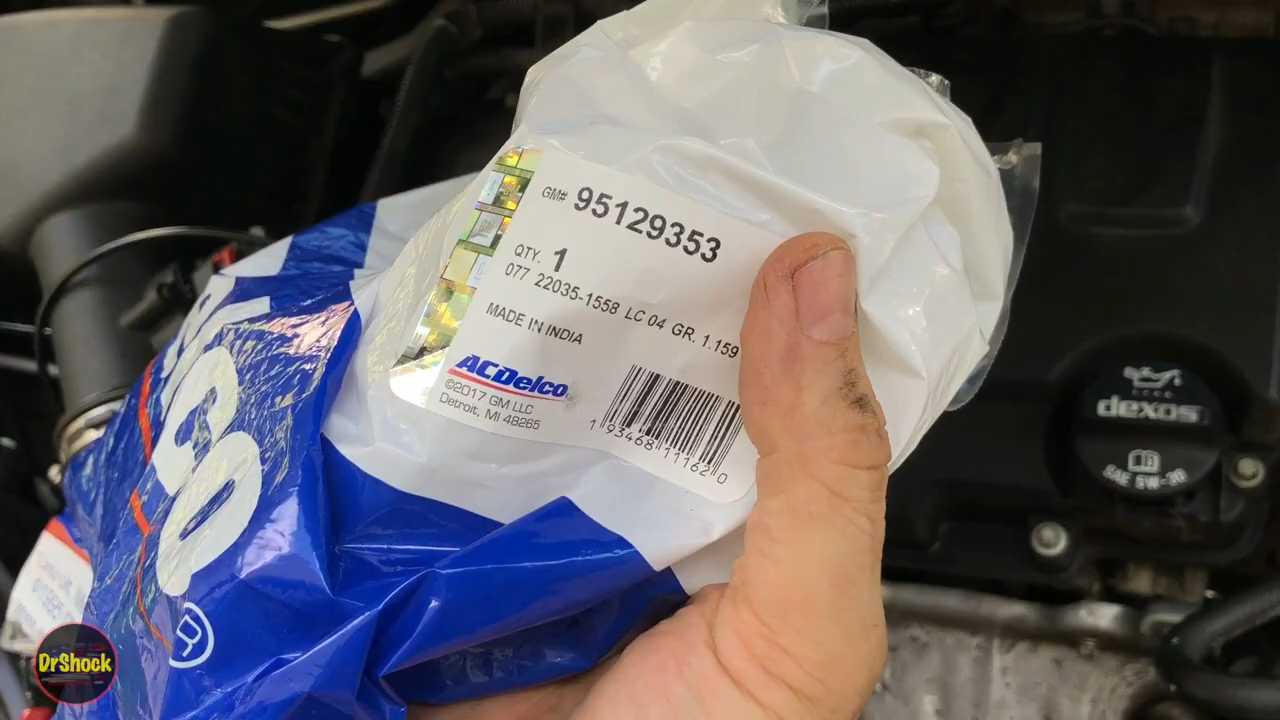 GM# 95129353
QTY. 1
077 22035-1558 LC 04 GR. 1.159
MADE IN INDIA
ACDelco
©2017 GM LLC
Detroit, MI 48265
1 93468 11162 0
dexos
SAE 5W-30
DrShock